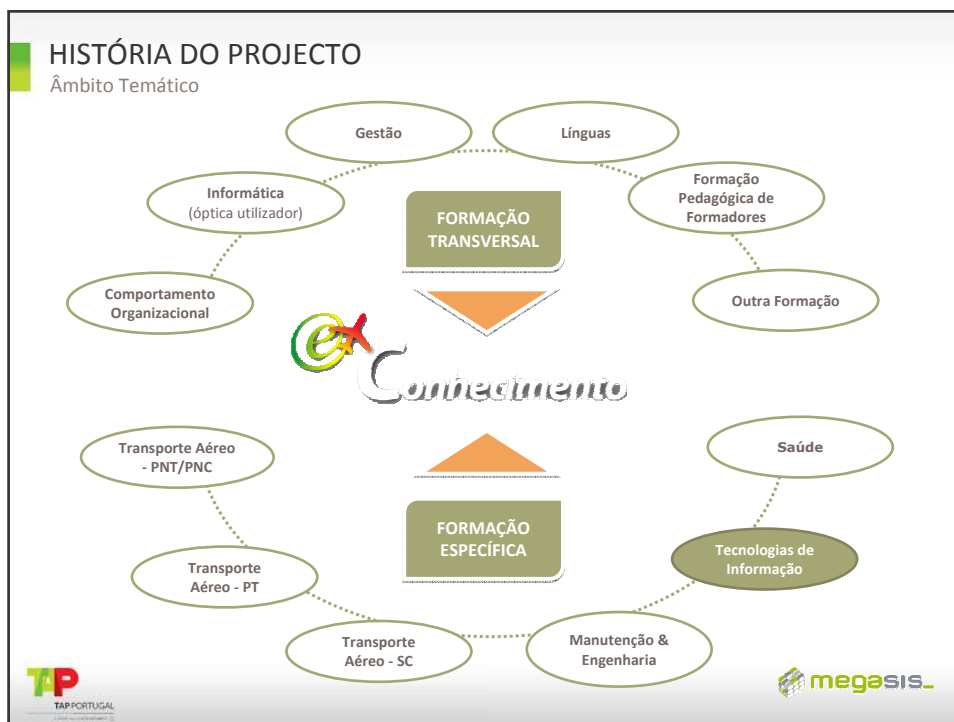 HISTÓRIA DO PROJECTO
Âmbito Temático
Gestão
Línguas
Informática
(óptica utilizador)
Formação
Pedagógica de
Formadores
FORMAÇÃO
TRANSVERSAL
Comportamento
Organizacional
Outra Formação
e
Conhecimento
Transporte Aéreo
- PNT/PNC
Saúde
FORMAÇÃO
ESPECÍFICA
Tecnologias de
Informação
Transporte
Aéreo - PT
Transporte
Aéreo - SC
Manutenção &
Engenharia
TAP
TAP PORTUGAL
megasis_